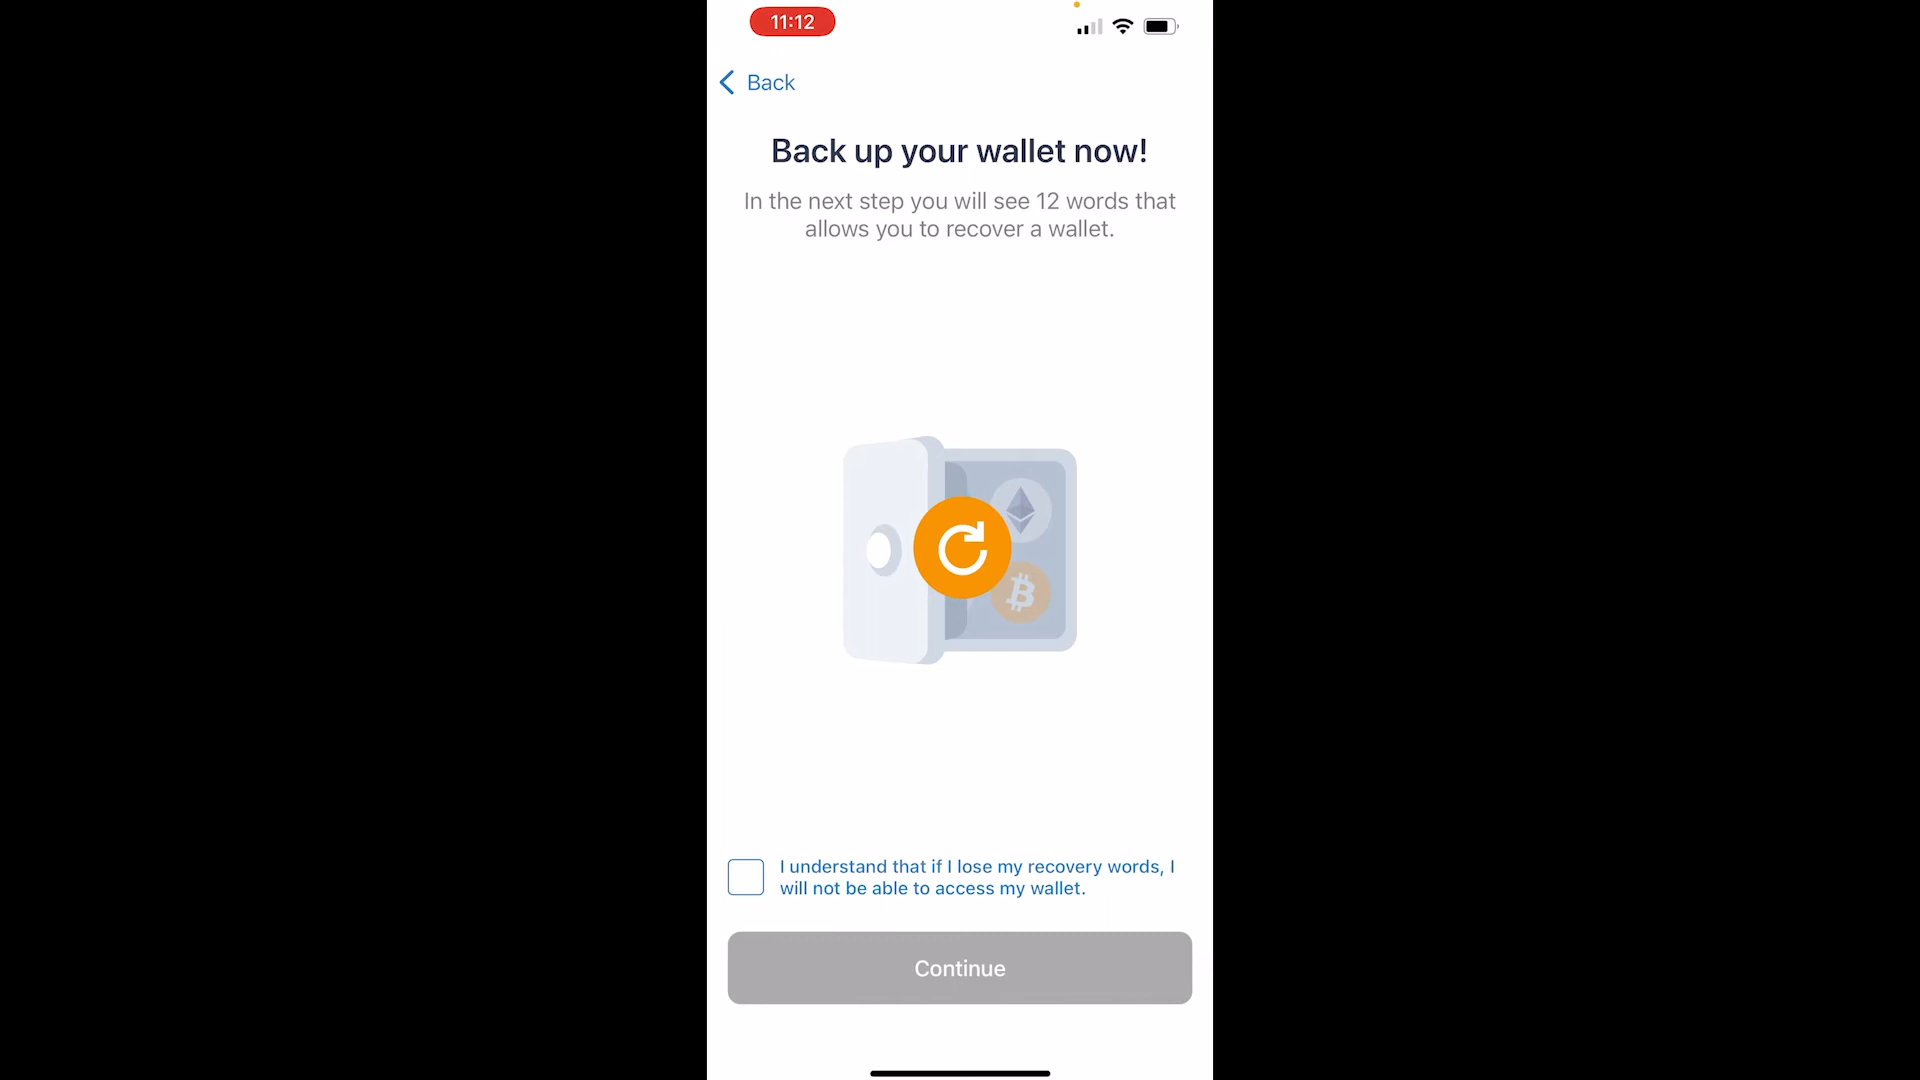 11:12
Back
Back up your wallet now!
In the next step you will see 12 words that
allows you to recover a wallet.
I understand that if I lose my recovery words, I
will not be able to access my wallet.
Continue